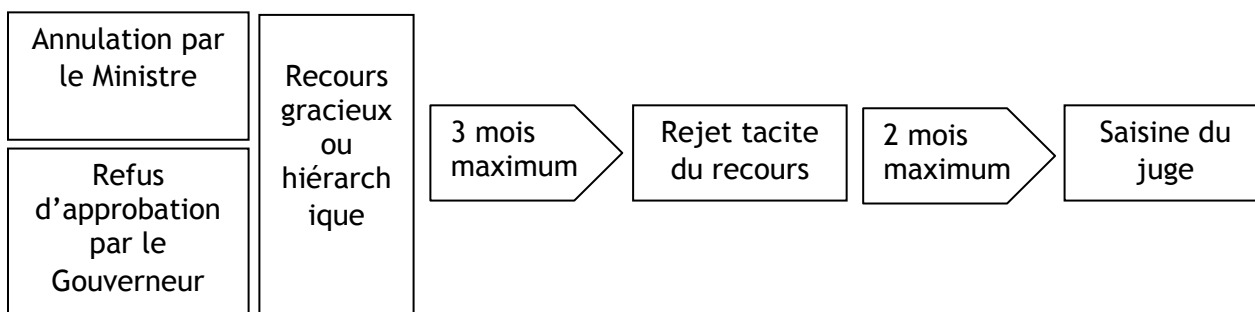 Annulation par
le Ministre
Refus
d’approbation
par le
Gouverneur
Recours
gracieux
ou
hiérarch
ique
3 mois
maximum
Rejet tacite
du recours
2 mois
maximum
Saisine du
juge